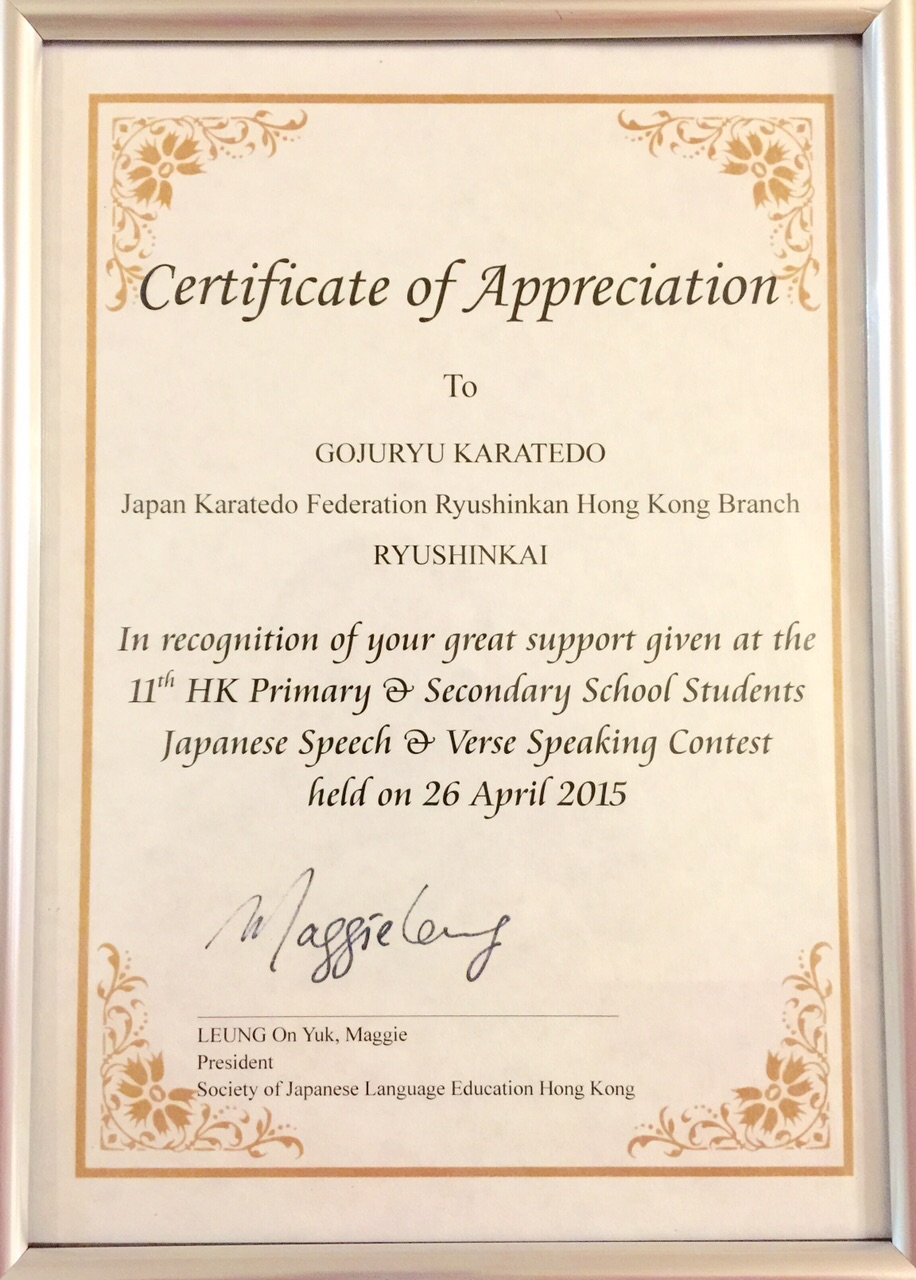 Certificate of Appreciation
To
GOJURYU KARATEDO
Japan Karatedo Federation Ryushinkan Hong Kong Branch
RYUSHINKAI
In recognition of your great support given at the
11th HK Primary & Secondary School Students
Japanese Speech & Verse Speaking Contest
held on 26 April 2015
Maggie Leung
LEUNG On Yuk, Maggie
President
Society of Japanese Language Education Hong Kong